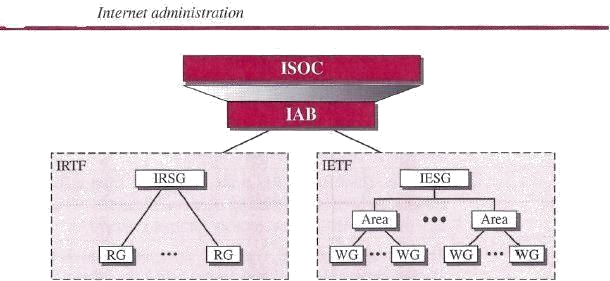 Internet administration
ISOC
IAB
IRTF
IRSG
RG ... RG
IETF
IESG
Area ... Area
WG ... WG WG ... WG